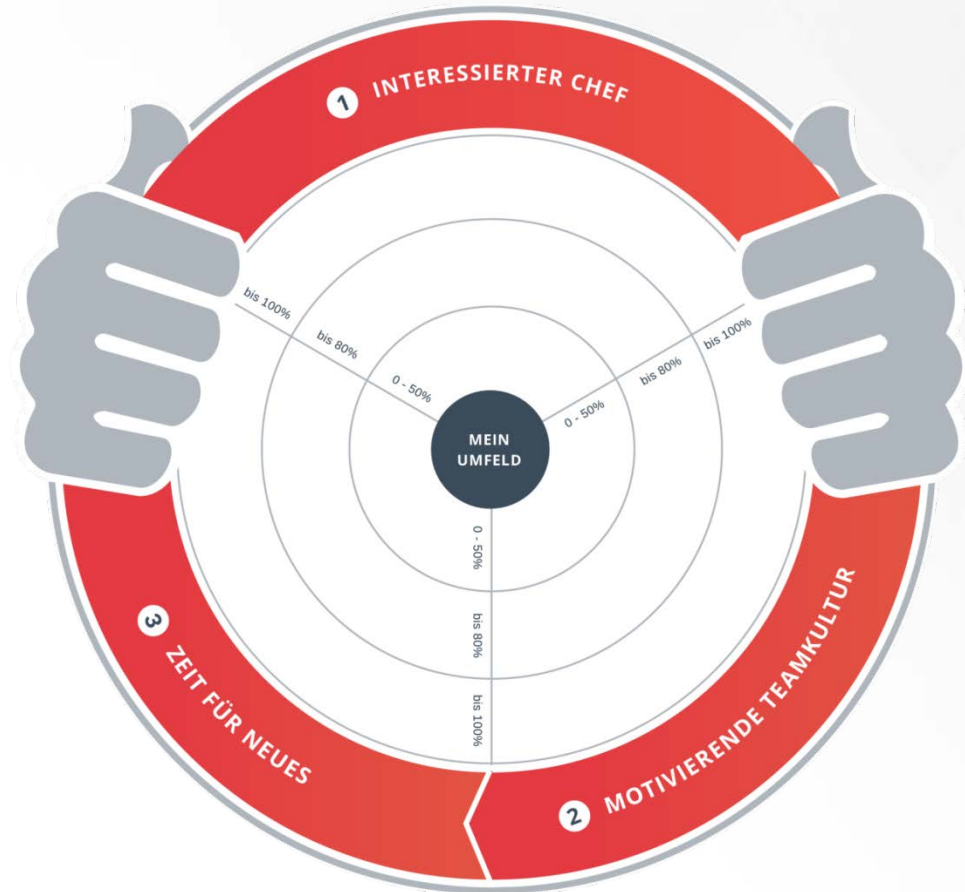 1 INTERESSIERTER CHEF
bis 100%
bis 80%
0 - 50%
bis 100%
bis 80%
0 - 50%
MEIN
UMFELD
0 - 50%
bis 80%
bis 100%
2 MOTIVIERENDE TEAMKULTUR
3 ZEIT FÜR NEUES